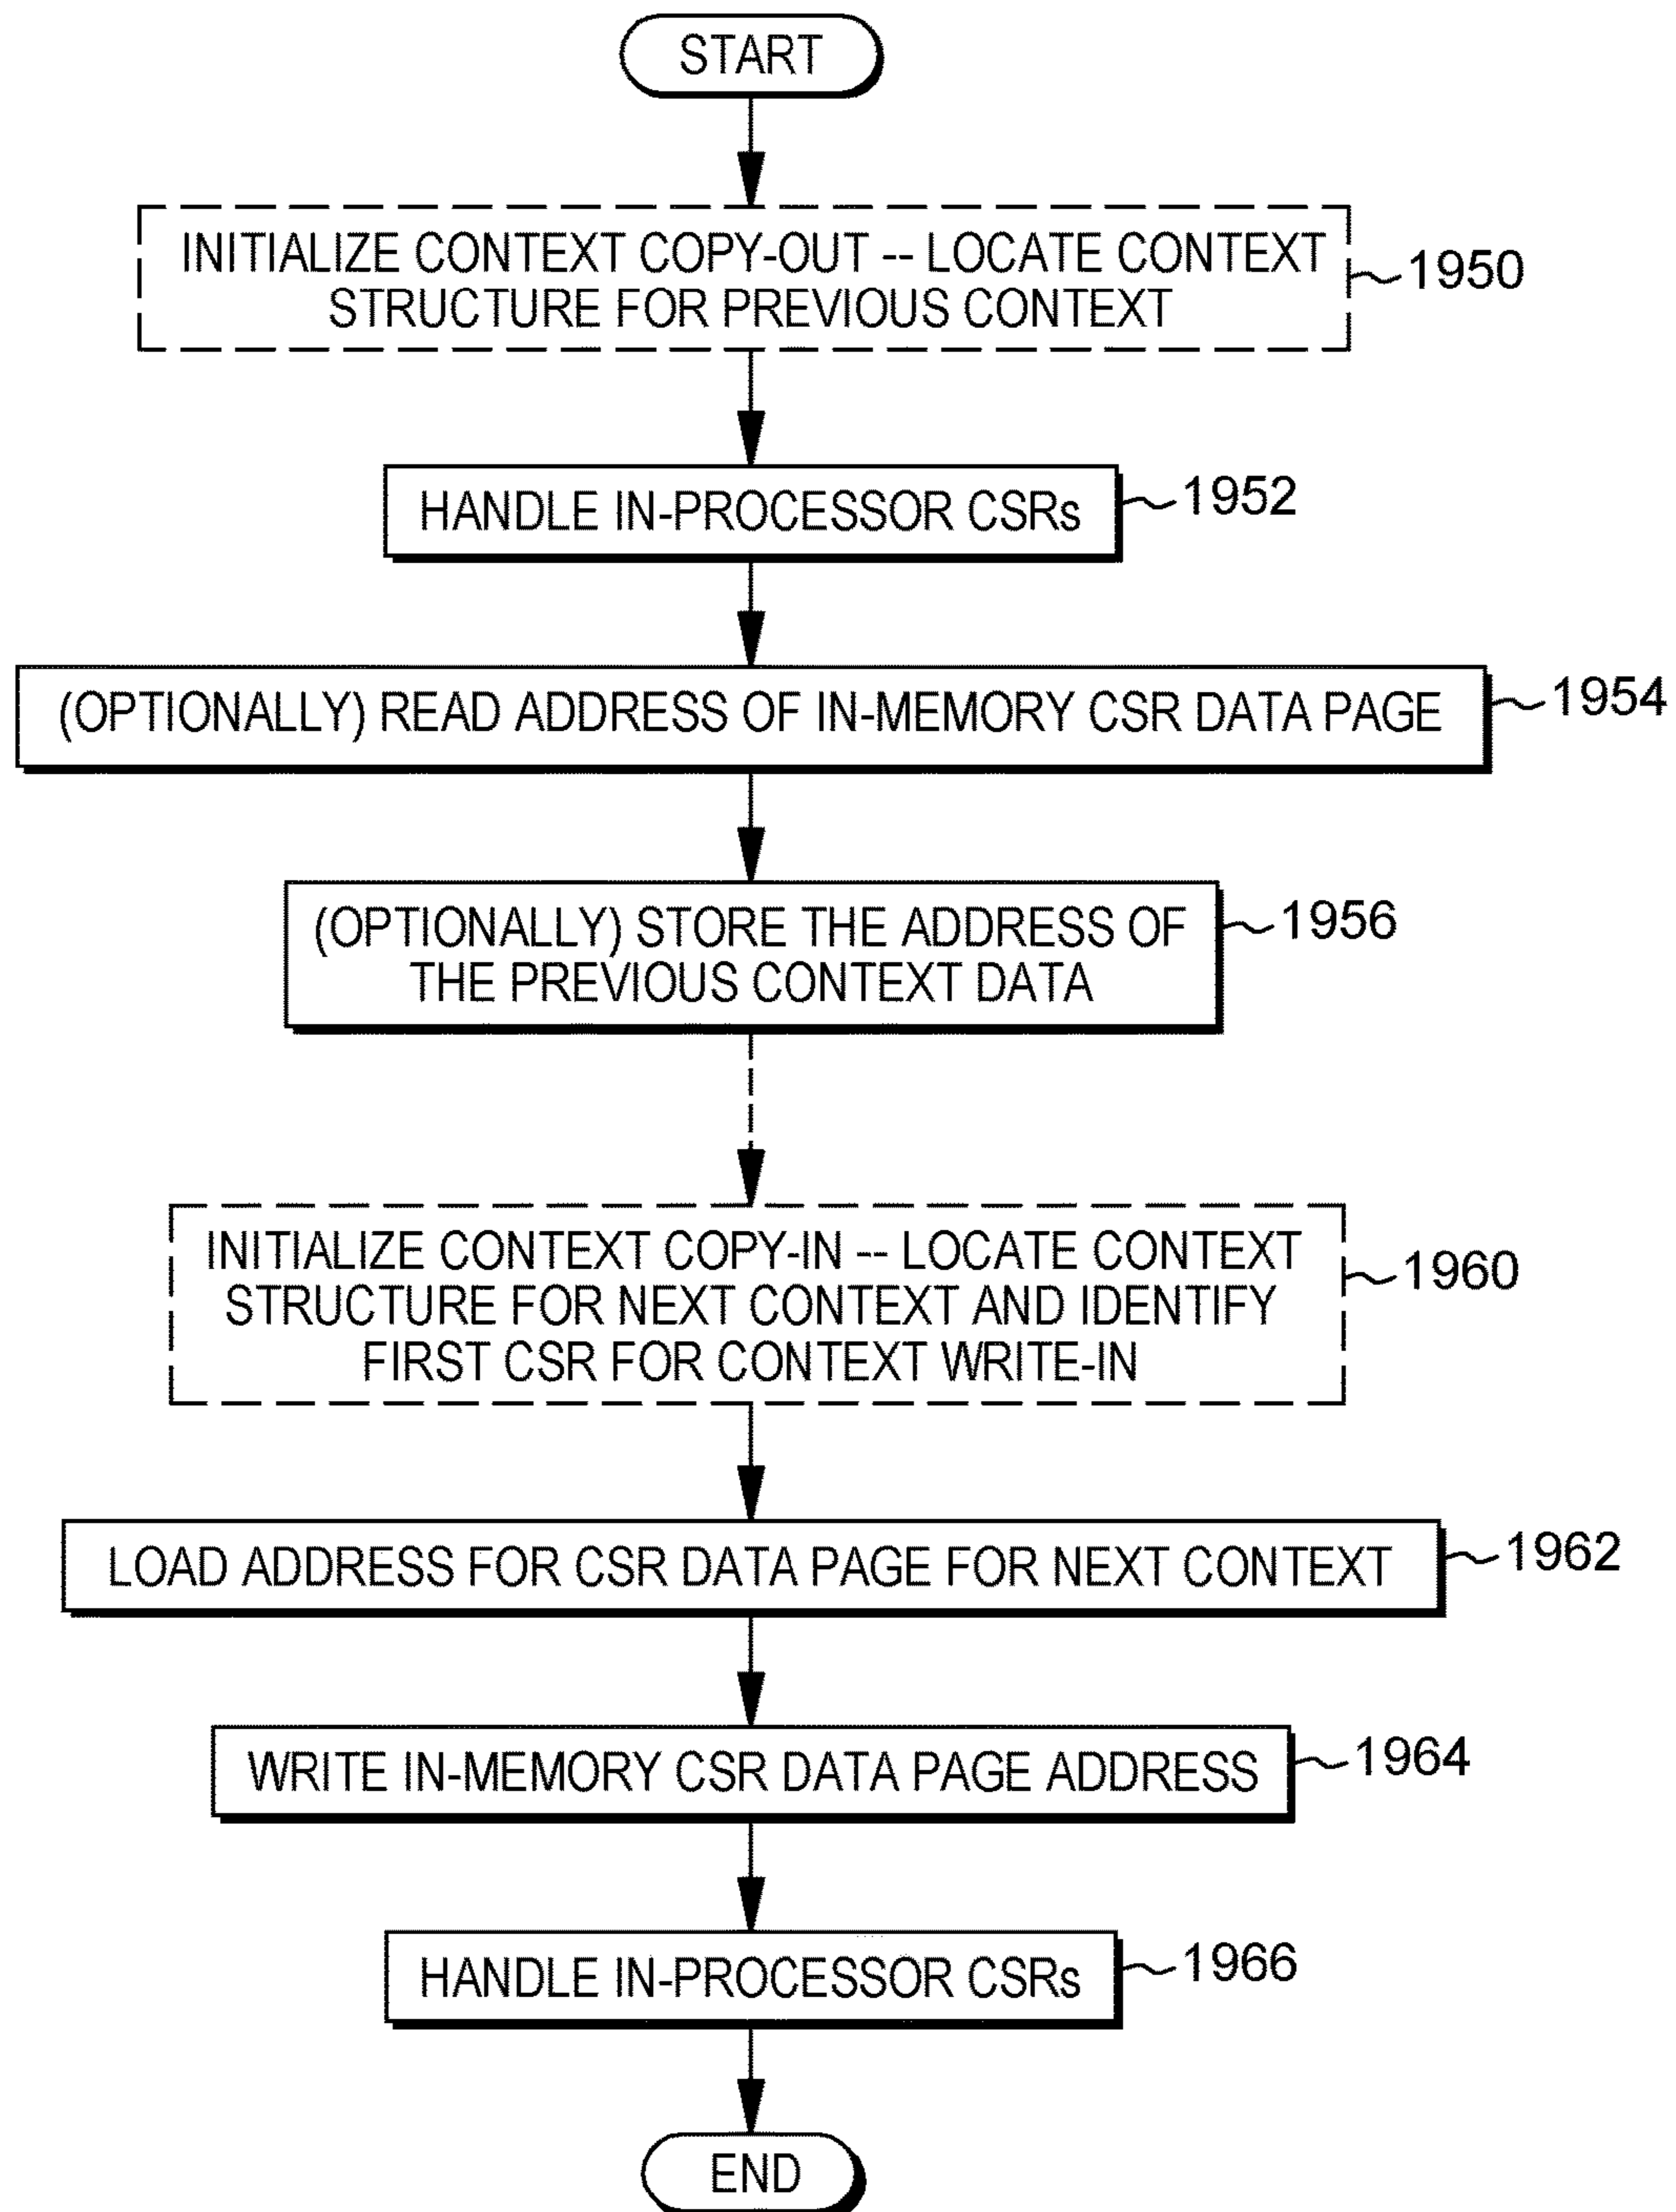 START
INITIALIZE CONTEXT COPY-OUT -- LOCATE CONTEXT
STRUCTURE FOR PREVIOUS CONTEXT
1950
HANDLE IN-PROCESSOR CSRs
1952
(OPTIONALLY) READ ADDRESS OF IN-MEMORY CSR DATA PAGE
1954
(OPTIONALLY) STORE THE ADDRESS OF
THE PREVIOUS CONTEXT DATA
1956
INITIALIZE CONTEXT COPY-IN -- LOCATE CONTEXT
STRUCTURE FOR NEXT CONTEXT AND IDENTIFY
FIRST CSR FOR CONTEXT WRITE-IN
1960
LOAD ADDRESS FOR CSR DATA PAGE FOR NEXT CONTEXT
1962
WRITE IN-MEMORY CSR DATA PAGE ADDRESS
1964
HANDLE IN-PROCESSOR CSRs
1966
END